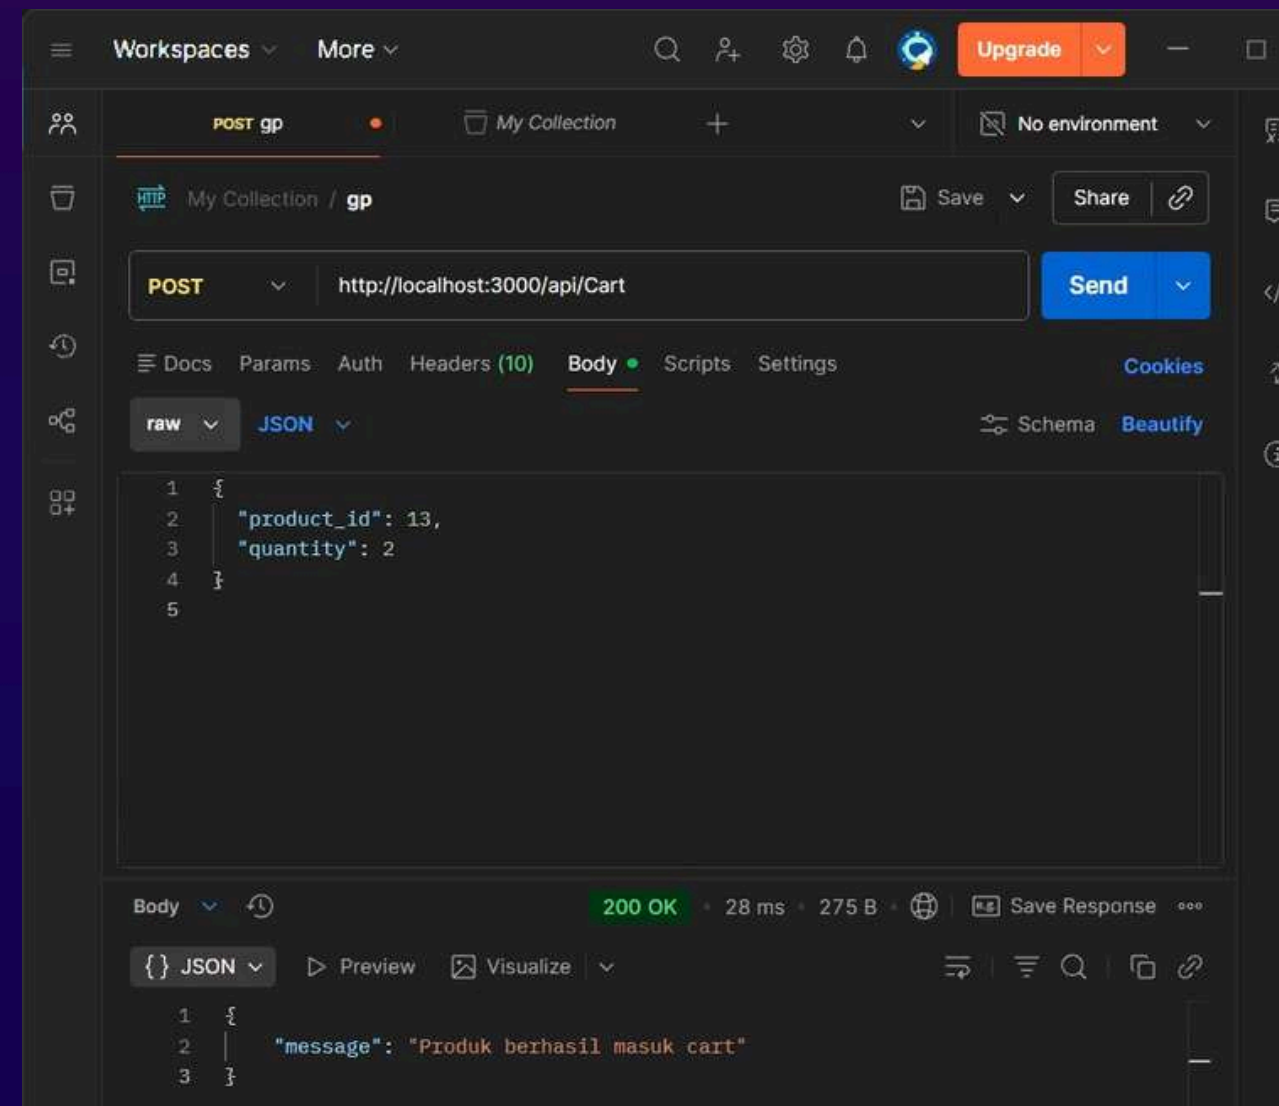 Workspaces More Upgrade
POST gp My Collection No environment
HTTP My Collection / gp Save Share
POST http://localhost:3000/api/Cart Send
Docs Params Auth Headers (10) Body Scripts Settings Cookies
raw JSON Schema Beautify
1 {
2 "product_id": 13,
3 "quantity": 2
4 }
5
Body 200 OK 28 ms 275 B e.g. Save Response
{ } JSON Preview Visualize
1 {
2 "message": "Produk berhasil masuk cart"
3 }